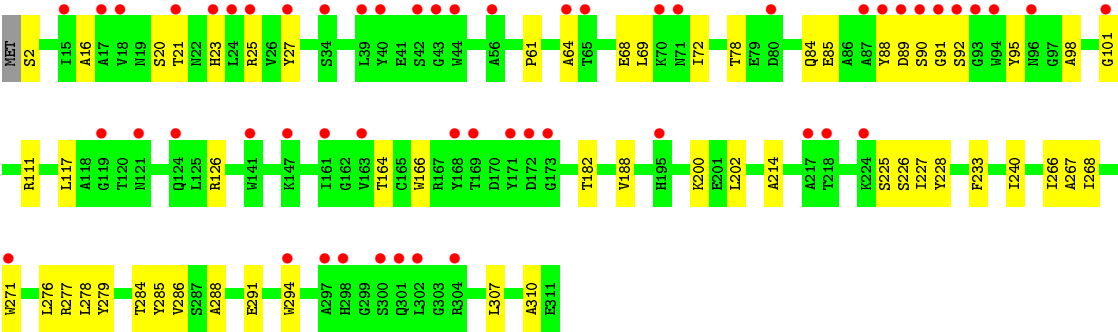 MET S2 I15 A16 A17 V18 N19 S20 T21 N22 H23 L24 R25 V26 Y27 S34 L39 Y40 E41 S42 G43 W44 A56 P61 A64 T65 E68 L69 K70 N71 I72 T78 E79 D80 Q84 E85 A86 A87 Y88 D89 S90 G91 S92 G93 W94 Y95 N96 G97 A98 G101
R111 L117 A118 G119 T120 N121 Q124 L125 R126 W141 K147 I161 G162 V163 T164 C165 W166 R167 Y168 T169 D170 Y171 D172 G173 T182 V188 H195 K200 E201 L202 A214 A217 T218 K224 S225 S226 I227 Y228 F233 I240 I266 A267 I268
W271 L276 R277 L278 Y279 T284 Y285 V286 S287 A288 E291 W294 A297 H298 G299 S300 Q301 L302 G303 R304 L307 A310 E311